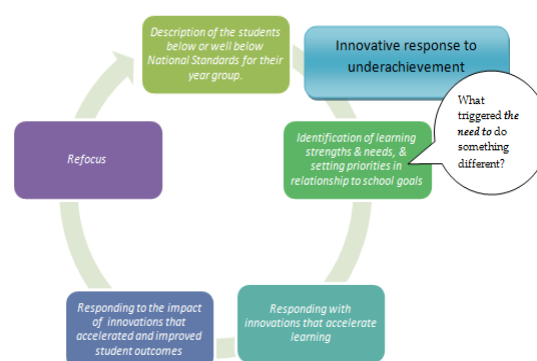 Description of the students
below or well below
National Standards for their
year group.
Innovative response to
underachievement
What
triggered the
need to do
something
different?
Identification of learning
strengths & needs, &
setting priorities in
relationship to school goals
Responding with
innovations that accelerate
learning
Responding to the impact
of innovations that
accelerated and improved
student outcomes
Refocus